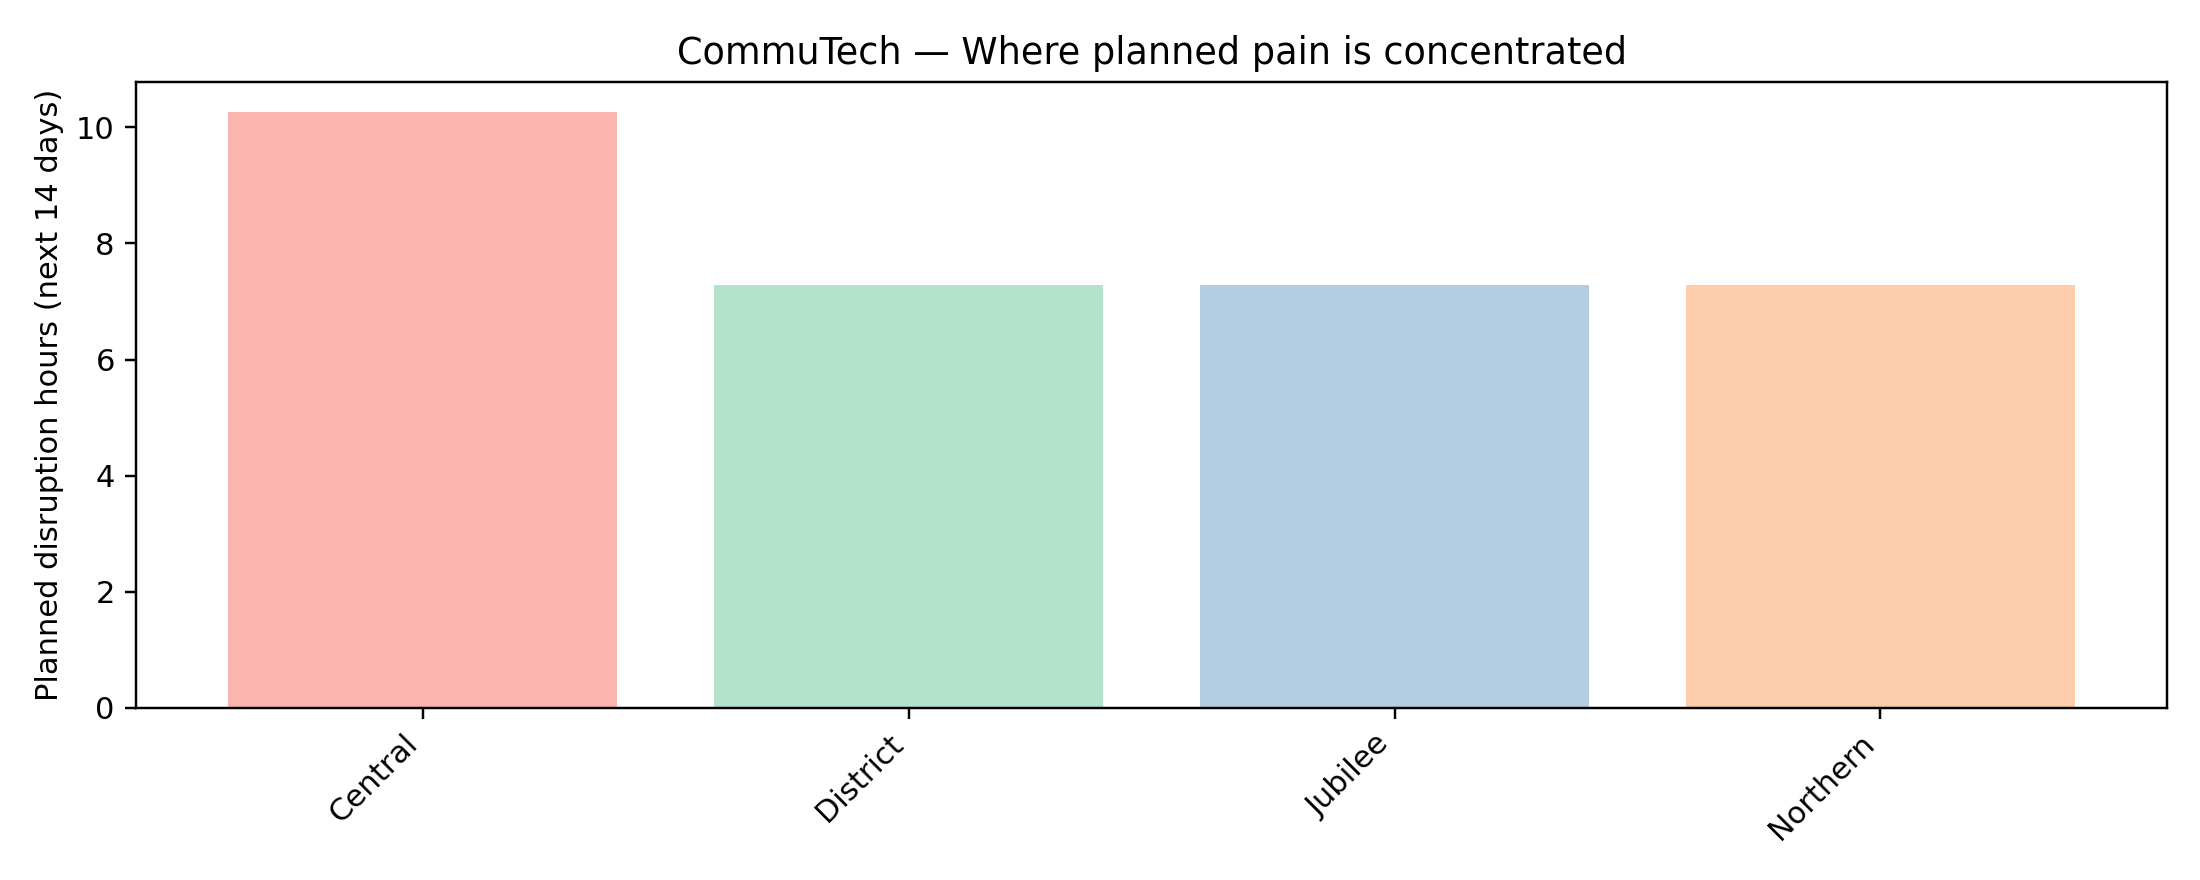 CommuTech — Where planned pain is concentrated
Planned disruption hours (next 14 days)
10
8
6
4
2
0
Central
District
Jubilee
Northern